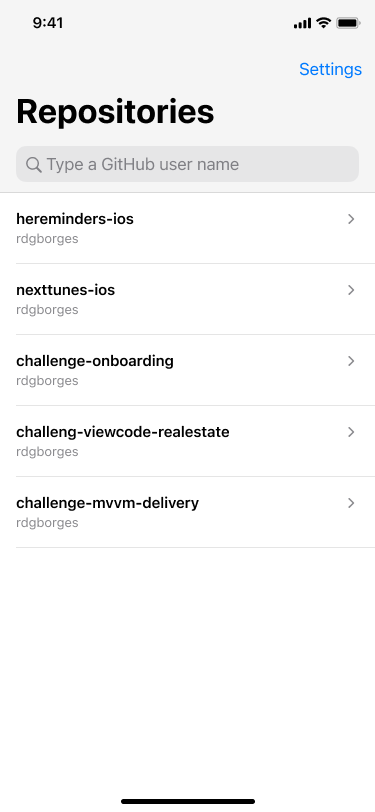 9:41
Settings
Repositories
Type a GitHub user name
hereminders-ios
rdgborges
nexttunes-ios
rdgborges
challenge-onboarding
rdgborges
challeng-viewcode-realestate
rdgborges
challenge-mvvm-delivery
rdgborges